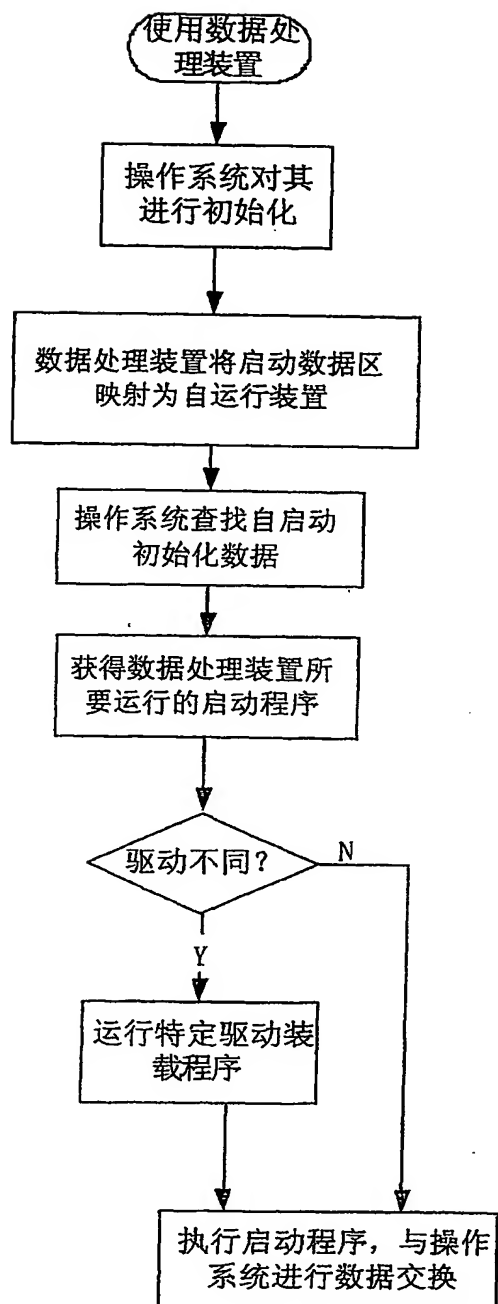 使用数据处
理装置
操作系统对其
进行初始化
数据处理装置将启动数据区
映射为自运行装置
操作系统查找自启动
初始化数据
获得数据处理装置所
要运行的启动程序
驱动不同？
N
Y
运行特定驱动装
载程序
执行启动程序，与操作
系统进行数据交换